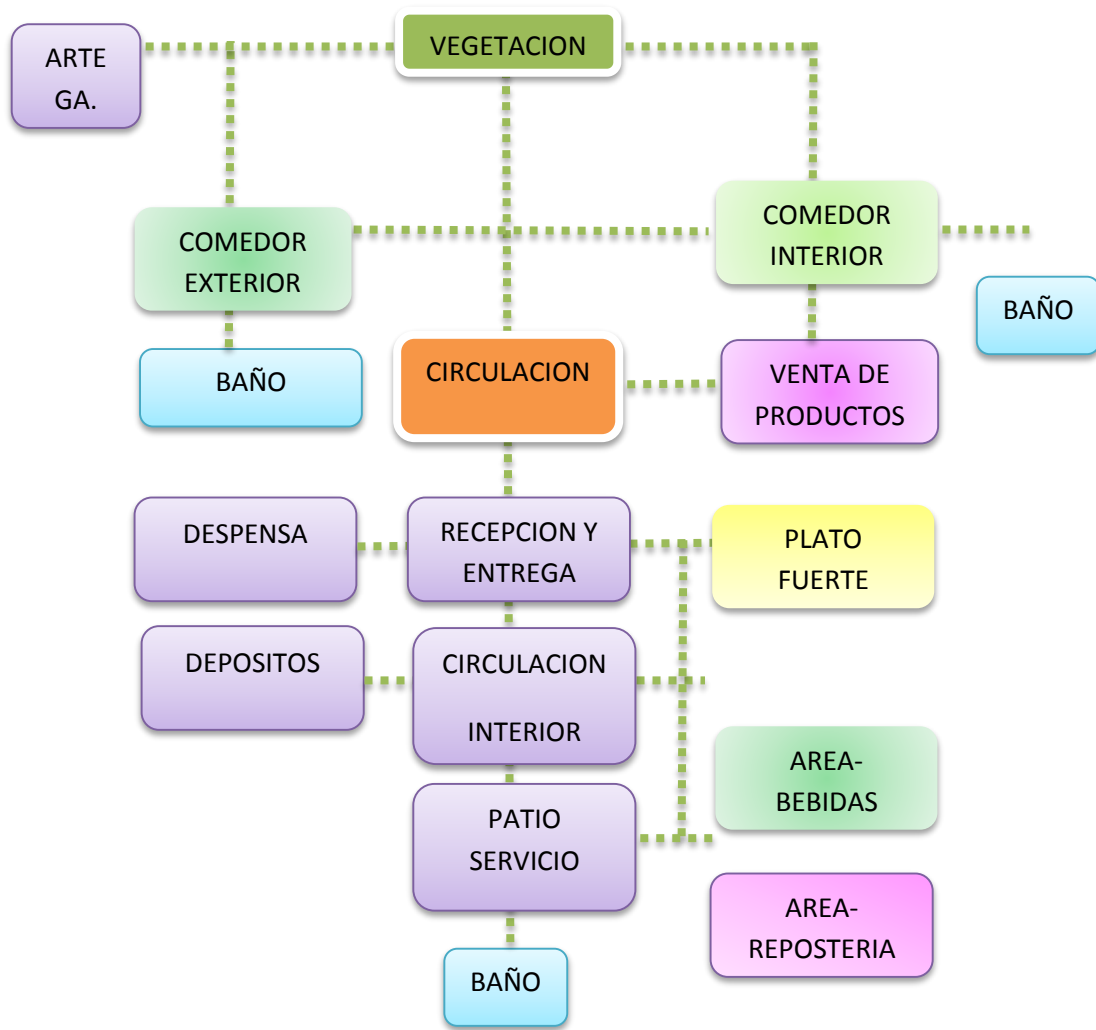 ARTE
GA.
VEGETACION
COMEDOR
EXTERIOR
COMEDOR
INTERIOR
BAÑO
BAÑO
CIRCULACION
VENTA DE
PRODUCTOS
DESPENSA
RECEPCION Y
ENTREGA
PLATO
FUERTE
DEPOSITOS
CIRCULACION
INTERIOR
AREA-
BEBIDAS
PATIO
SERVICIO
AREA-
REPOSTERIA
BAÑO